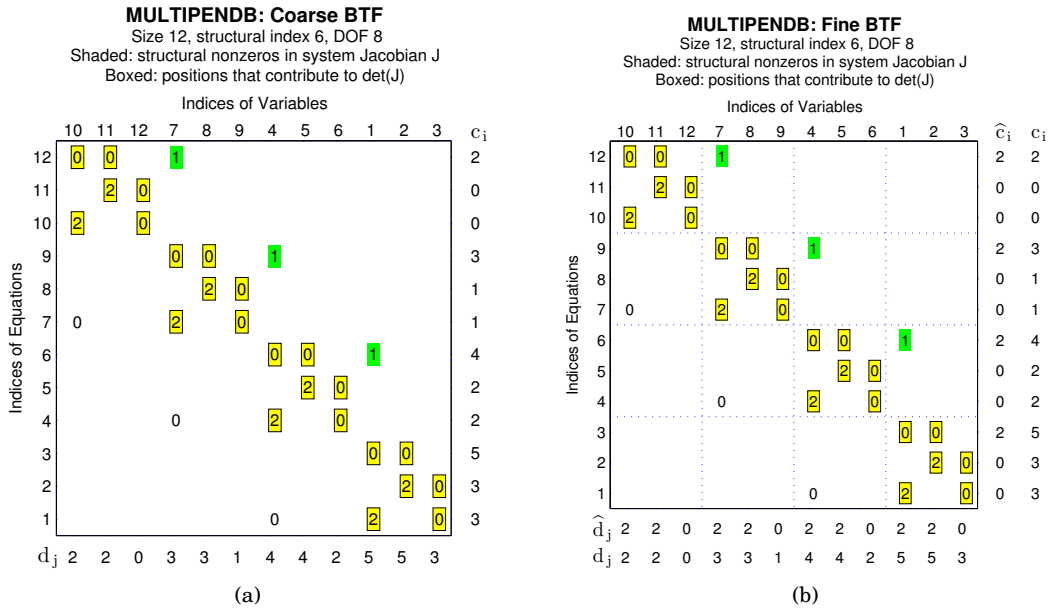 MULTIPENDB: Coarse BTF
Size 12, structural index 6, DOF 8
Shaded: structural nonzeros in system Jacobian J
Boxed: positions that contribute to det(J)
Indices of Variables
10 11 12 7 8 9 4 5 6 1 2 3 c i
12 0 0 1 2
11 2 0 0
10 2 0 0
9 0 0 1 3
8 2 0 1
7 0 2 0 1
6 0 0 1 4
5 2 0 2
4 0 2 0 2
3 0 0 5
2 2 0 3
1 0 2 0 3
d j 2 2 0 3 3 1 4 4 2 5 5 3
Indices of Equations
(a)
MULTIPENDB: Fine BTF
Size 12, structural index 6, DOF 8
Shaded: structural nonzeros in system Jacobian J
Boxed: positions that contribute to det(J)
Indices of Variables
10 11 12 7 8 9 4 5 6 1 2 3 ĉ i c i
12 0 0 1 2 2
11 2 0 0 0
10 2 0 0 0
9 0 0 1 2 3
8 2 0 0 1
7 0 2 0 0 1
6 0 0 1 2 4
5 2 0 0 2
4 0 2 0 0 2
3 0 0 2 5
2 2 0 0 3
1 0 2 0 0 3
d̂ j 2 2 0 2 2 0 2 2 0 2 2 0
d j 2 2 0 3 3 1 4 4 2 5 5 3
Indices of Equations
(b)